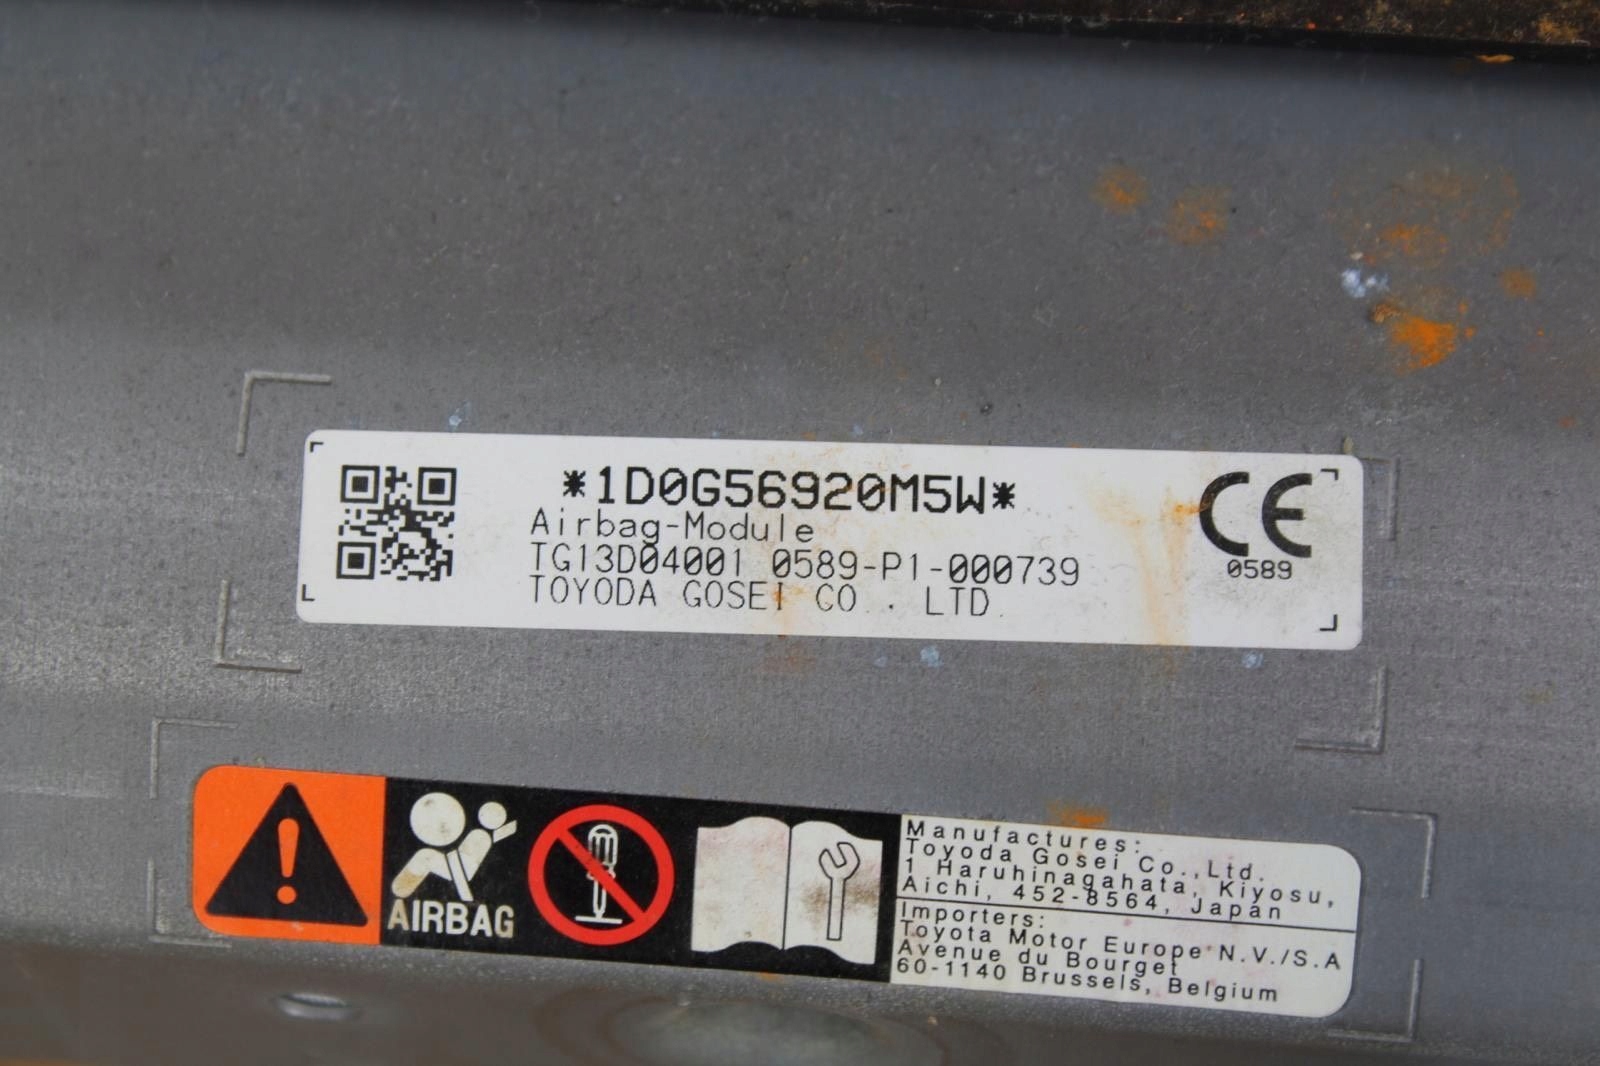 *1D0G56920M5W*
Airbag-Module
TG13D04001 0589-P1-000739
TOYODA GOSEI CO . LTD
CE
0589
AIRBAG
Manufactures:
Toyoda Gosei Co.,Ltd.
1 Haruhinagahata, Kiyosu,
Aichi, 452-8564, Japan
Importers:
Toyota Motor Europe N.V./S.A
Avenue du Bourget
60-1140 Brussels, Belgium